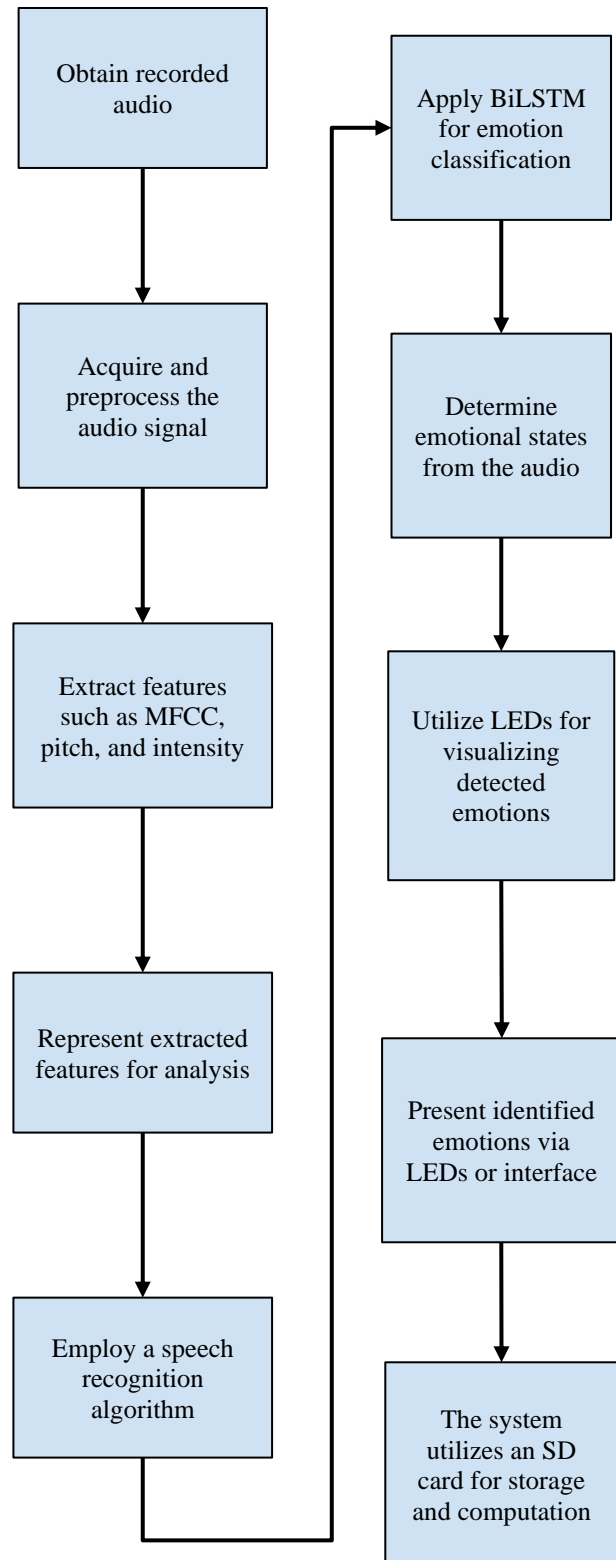 Obtain recorded
audio
Acquire and
preprocess the
audio signal
Extract features
such as MFCC,
pitch, and intensity
Represent extracted
features for analysis
Employ a speech
recognition
algorithm
Apply BiLSTM
for emotion
classification
Determine
emotional states
from the audio
Utilize LEDs for
visualizing
detected
emotions
Present identified
emotions via
LEDs or interface
The system
utilizes an SD
card for storage
and computation